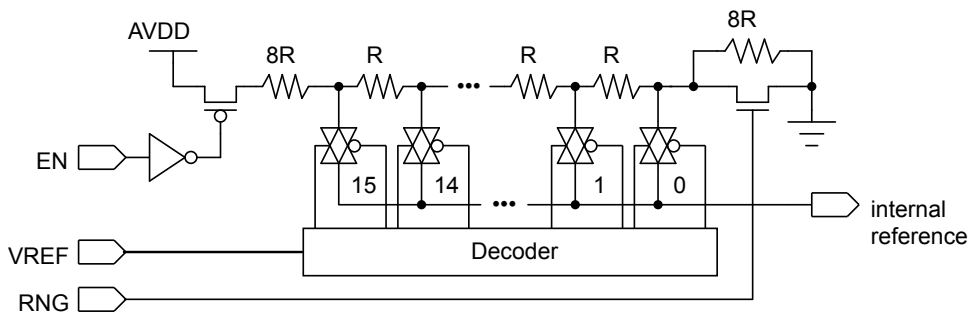 AVDD
8R
8R
R
R
R
•••
EN
15
14
1
0
•••
internal
reference
VREF
Decoder
RNG